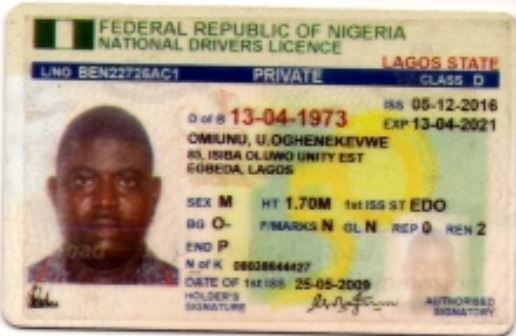 FEDERAL REPUBLIC OF NIGERIA
NATIONAL DRIVERS LICENCE
LAGOS STATE
L/NO BEN22726AC1 PRIVATE CLASS D
ISS 05-12-2016
D of B 13-04-1973 EXP 13-04-2021
OMIUNU, U.OGHENEKEVWE
85, ISIBA OLUWO UNITY EST
EGBEDA, LAGOS
SEX M HT 1.70M 1st ISS ST EDO
BG O- F/MARKS N GL N REP 0 REN 2
END P
N of K 08038644427
DATE OF 1st ISS 25-05-2009
HOLDER'S
SIGNATURE
AUTHORISED
SIGNATORY